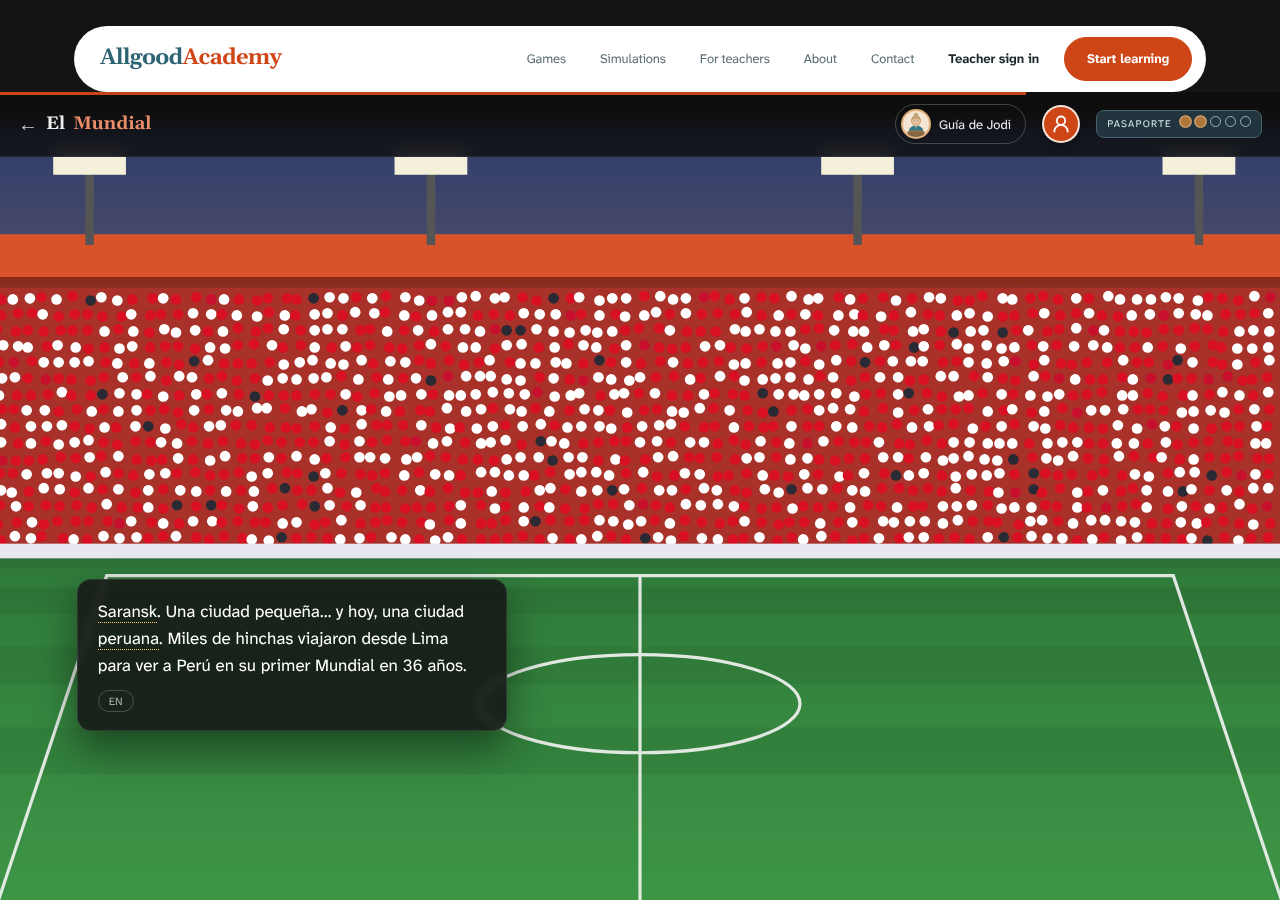 AllgoodAcademy
Games
Simulations
For teachers
About
Contact
Teacher sign in
Start learning
← El Mundial
Guía de Jodi
PASAPORTE
Saransk. Una ciudad pequeña... y hoy, una ciudad
peruana. Miles de hinchas viajaron desde Lima
para ver a Perú en su primer Mundial en 36 años.
EN